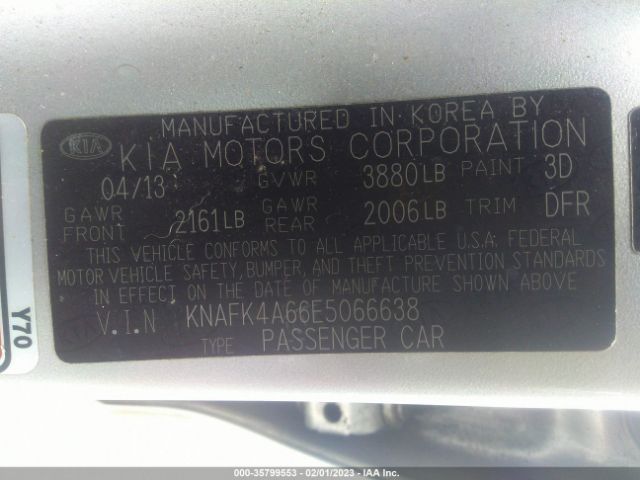 MANUFACTURED IN KOREA BY
KIA KIA MOTORS CORPORATION
04/13 GVWR 3880LB PAINT 3D
GAWR FRONT 2161LB GAWR REAR 2006LB TRIM DFR
THIS VEHICLE CONFORMS TO ALL APPLICABLE U.S.A. FEDERAL
MOTOR VEHICLE SAFETY, BUMPER, AND THEFT PREVENTION STANDARDS
IN EFFECT ON THE DATE OF MANUFACTURE SHOWN ABOVE
V.I.N KNAFK4A66E5066638
TYPE PASSENGER CAR
Y70
000-35799553 - 02/01/2023 - IAA Inc.